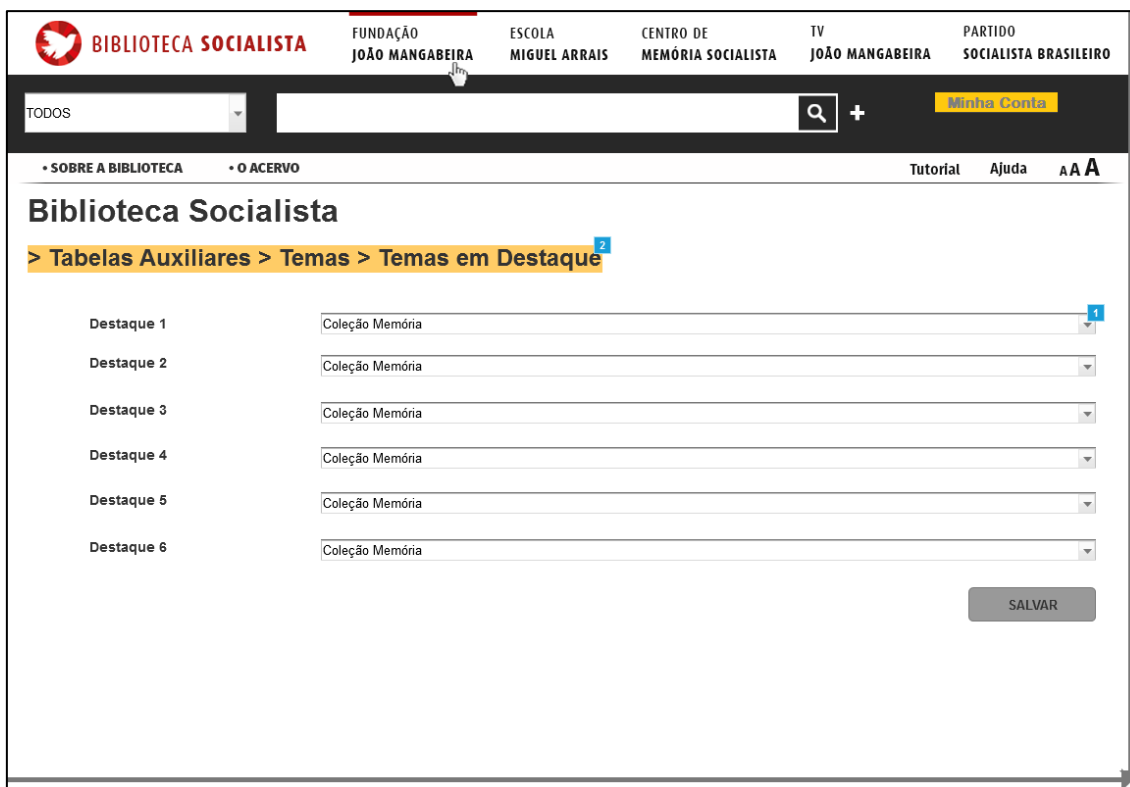 BIBLIOTECA SOCIALISTA
FUNDAÇÃO
JOÃO MANGABEIRA
ESCOLA
MIGUEL ARRAIS
CENTRO DE
MEMÓRIA SOCIALISTA
TV
JOÃO MANGABEIRA
PARTIDO
SOCIALISTA BRASILEIRO
TODOS
Minha Conta
• SOBRE A BIBLIOTECA • O ACERVO Tutorial Ajuda A A A
Biblioteca Socialista
> Tabelas Auxiliares > Temas > Temas em Destaque 2
Destaque 1 Coleção Memória 1
Destaque 2 Coleção Memória
Destaque 3 Coleção Memória
Destaque 4 Coleção Memória
Destaque 5 Coleção Memória
Destaque 6 Coleção Memória
SALVAR